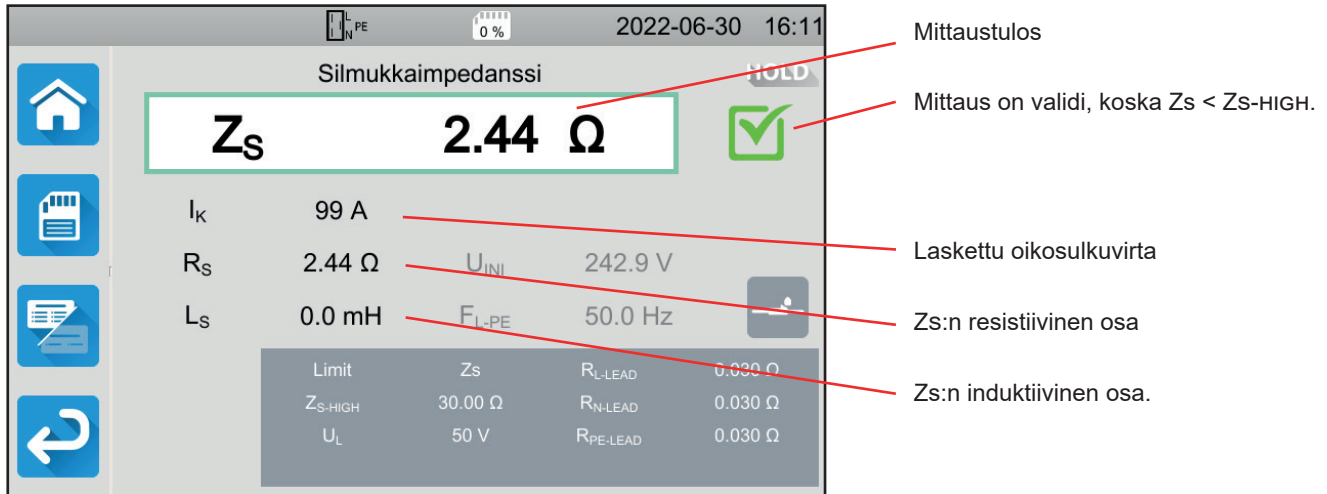 L PE N 0 % 2022-06-30 16:11
Silmukkaimpedanssi HOLD
Mittaustulos
Zs 2.44 Ω
Mittaus on validi, koska Zs < Zs-HIGH.
IK 99 A
Laskettu oikosulkuvirta
RS 2.44 Ω UINI 242.9 V
LS 0.0 mH FL-PE 50.0 Hz
Zs:n resistiivinen osa
Limit Zs RL-LEAD 0.030 Ω
Zs:n induktiivinen osa.
ZS-HIGH 30.00 Ω RN-LEAD 0.030 Ω
UL 50 V RPE-LEAD 0.030 Ω